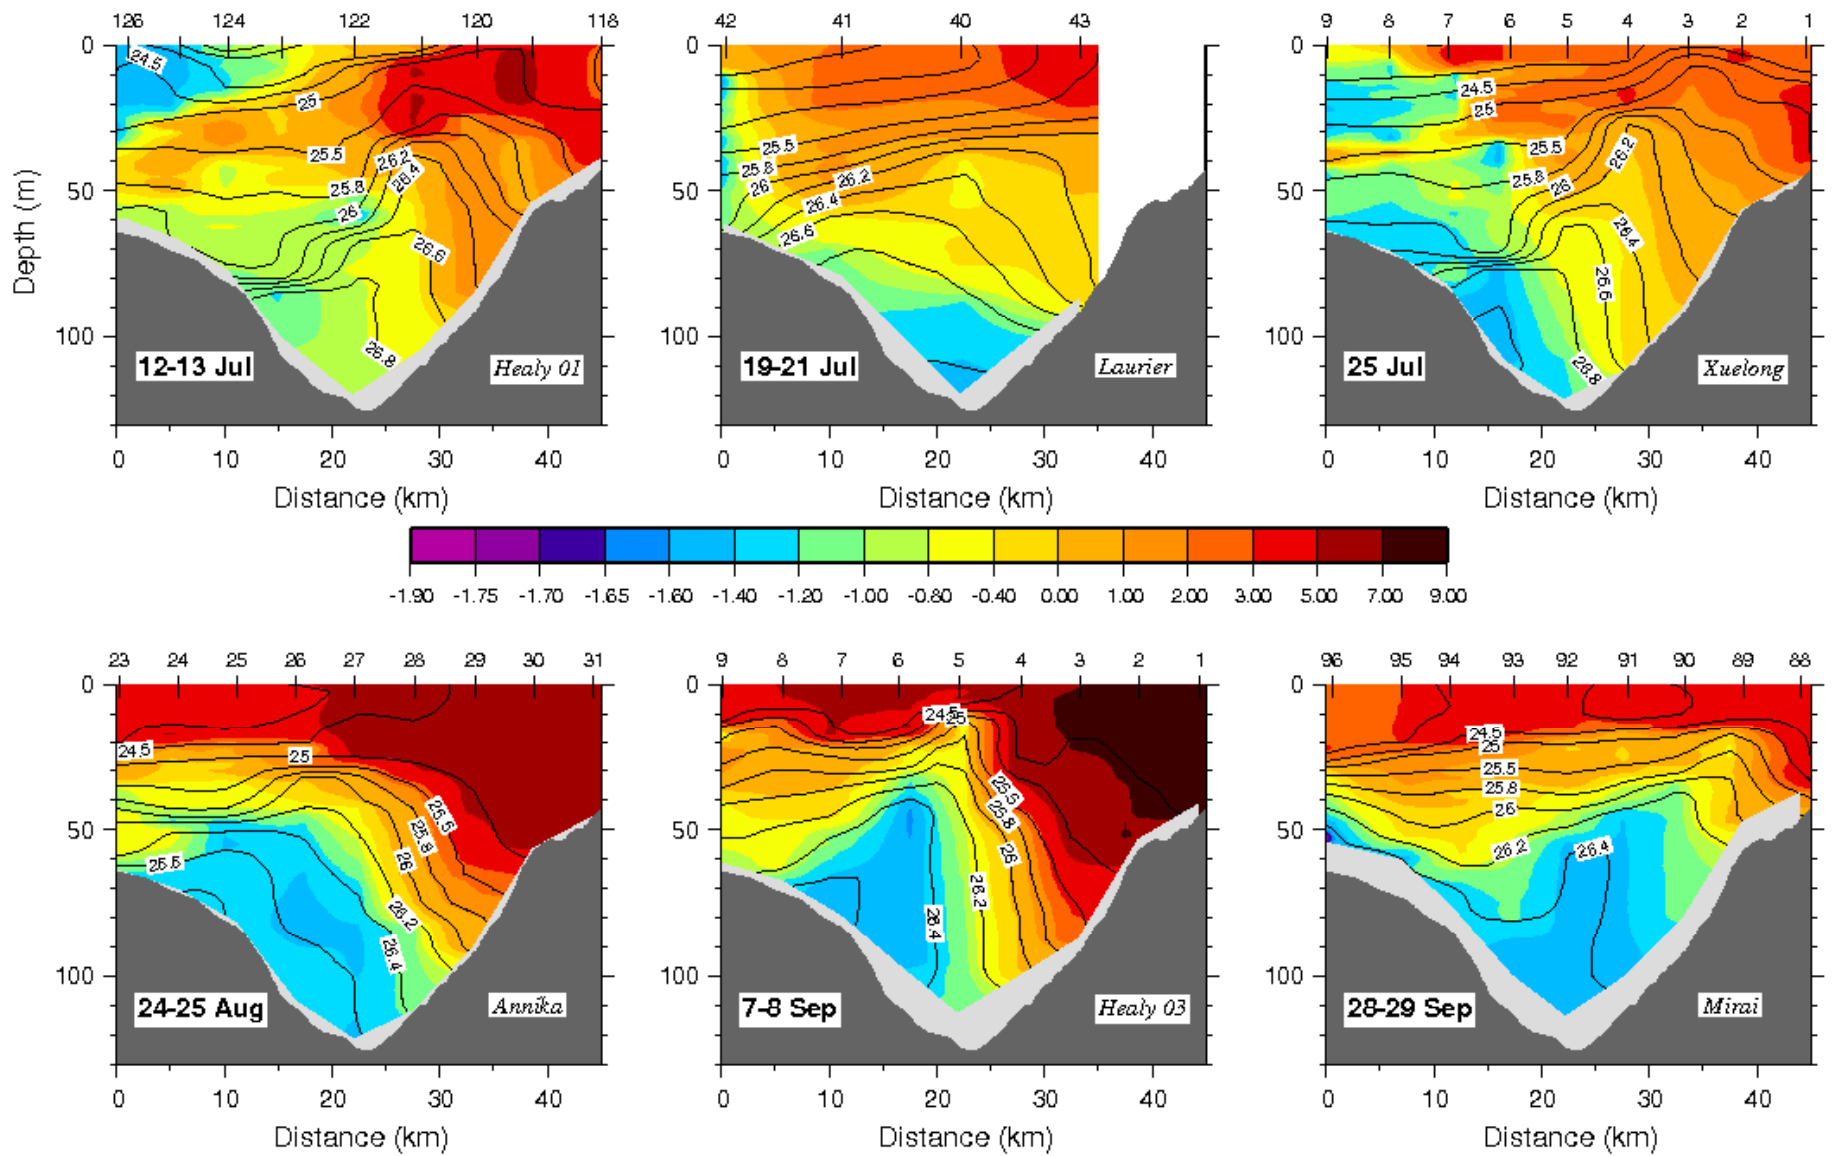 126 124 122 120 118
42 41 40 43
9 8 7 6 5 4 3 2 1
0
50
100
Depth (m)
24.5
25
25.5
26.2
26.4
25.8
26
26.6
26.8
12-13 Jul
Healy 01
0 10 20 30 40
Distance (km)
0
50
100
25.5
25.8
26
26.2
26.4
26.6
19-21 Jul
Laurier
0 10 20 30 40
Distance (km)
0
50
100
24.5
25
25.5
26.2
25.8
26
26.4
26.6
26.8
25 Jul
Xuelong
0 10 20 30 40
Distance (km)
-1.90 -1.75 -1.70 -1.65 -1.60 -1.40 -1.20 -1.00 -0.80 -0.40 0.00 1.00 2.00 3.00 5.00 7.00 9.00
23 24 25 26 27 28 29 30 31
9 8 7 6 5 4 3 2 1
96 95 94 93 92 91 90 89 88
0
50
100
24.5
25
25.5
25.8
26
25.5
26.2
26.4
24-25 Aug
Annika
0 10 20 30 40
Distance (km)
0
50
100
24.5
25
25.5
25.8
26
26.2
26.4
7-8 Sep
Healy 03
0 10 20 30 40
Distance (km)
0
50
100
24.5
25
25.5
25.8
26
26.2
26.4
28-29 Sep
Mirai
0 10 20 30 40
Distance (km)